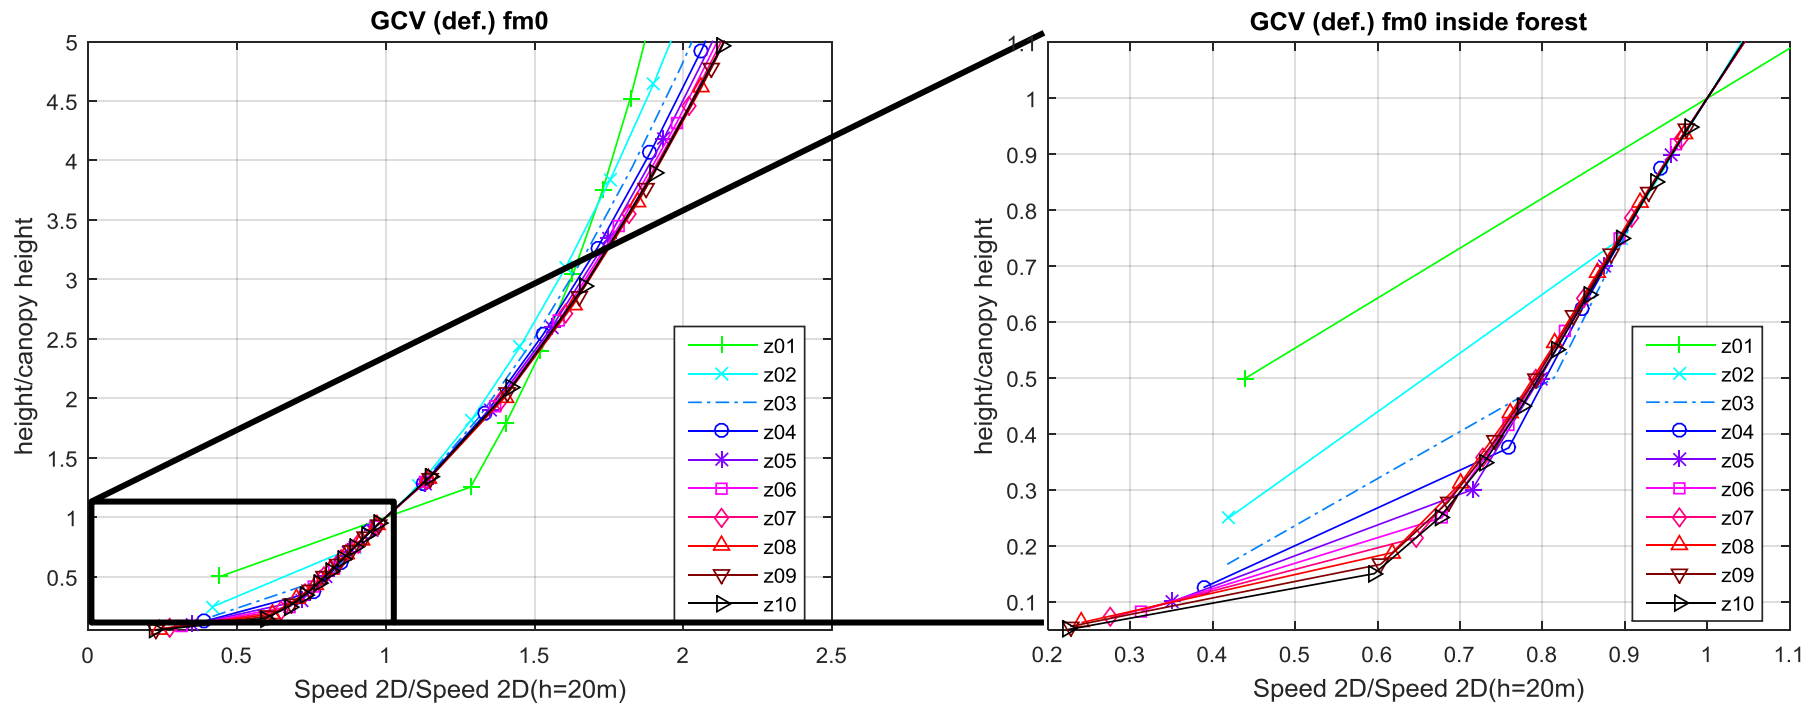 GCV (def.) fm0
5
4.5
4
3.5
3
2.5
2
1.5
1
0.5
height/canopy height
0
0.5
1
1.5
2
2.5
Speed 2D/Speed 2D(h=20m)
z01
z02
z03
z04
z05
z06
z07
z08
z09
z10
GCV (def.) fm0 inside forest
1.1
1
0.9
0.8
0.7
0.6
0.5
0.4
0.3
0.2
0.1
height/canopy height
0.2
0.3
0.4
0.5
0.6
0.7
0.8
0.9
1
1.1
Speed 2D/Speed 2D(h=20m)
z01
z02
z03
z04
z05
z06
z07
z08
z09
z10